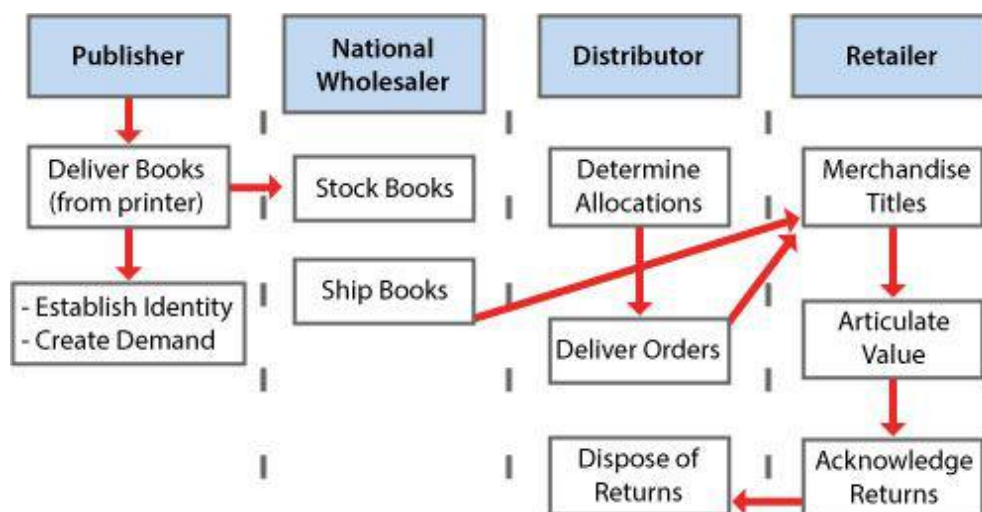 Publisher
National
Wholesaler
Distributor
Retailer
Deliver Books
(from printer)
Stock Books
Determine
Allocations
Merchandise
Titles
- Establish Identity
- Create Demand
Ship Books
Deliver Orders
Articulate
Value
Dispose of
Returns
Acknowledge
Returns